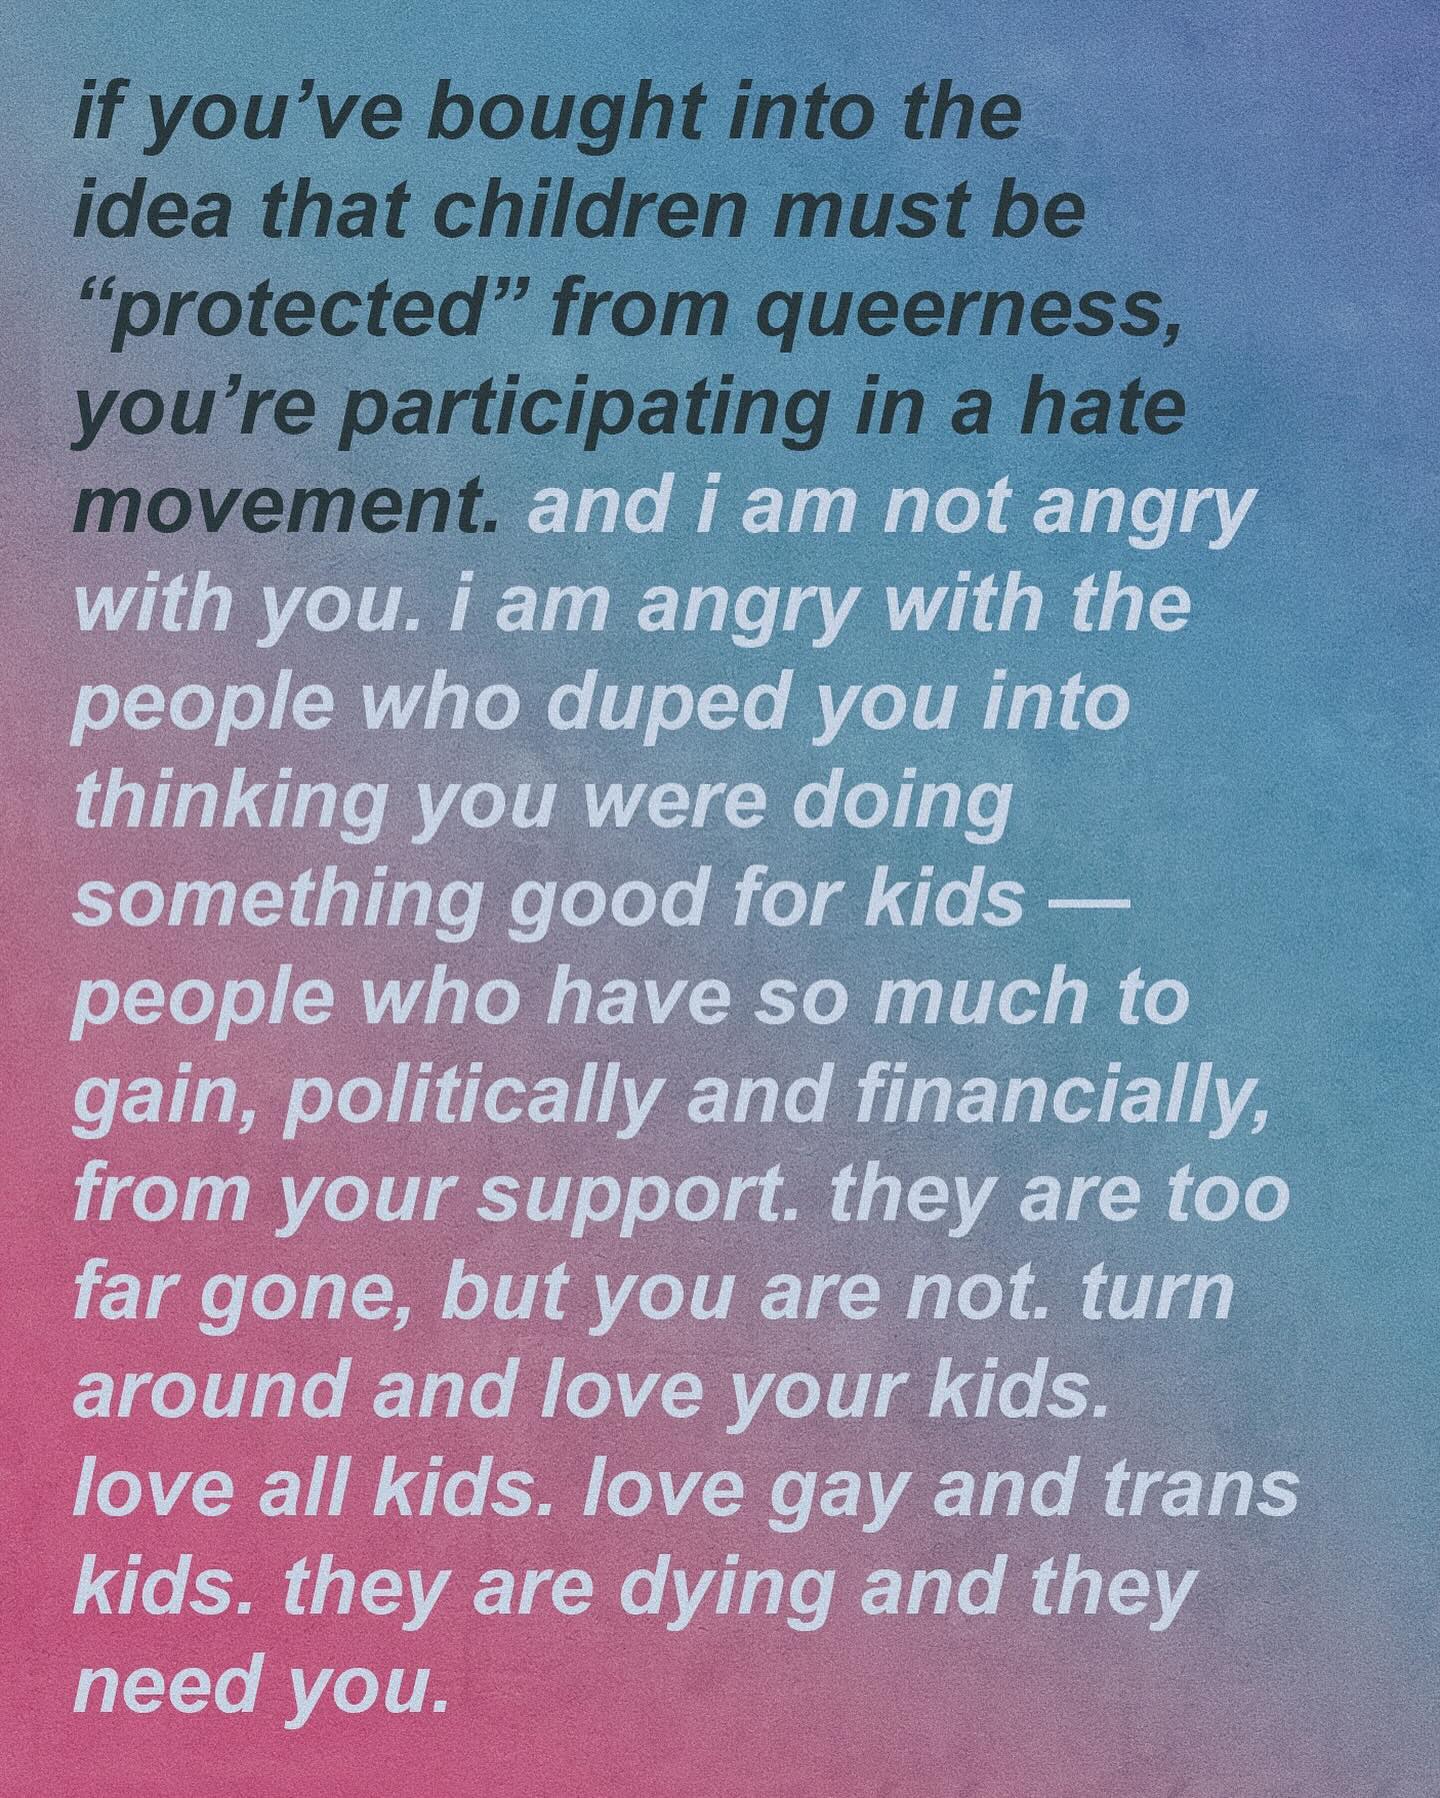 if you’ve bought into the
idea that children must be
“protected” from queerness,
you’re participating in a hate
movement. and i am not angry
with you. i am angry with the
people who duped you into
thinking you were doing
something good for kids —
people who have so much to
gain, politically and financially,
from your support. they are too
far gone, but you are not. turn
around and love your kids.
love all kids. love gay and trans
kids. they are dying and they
need you.